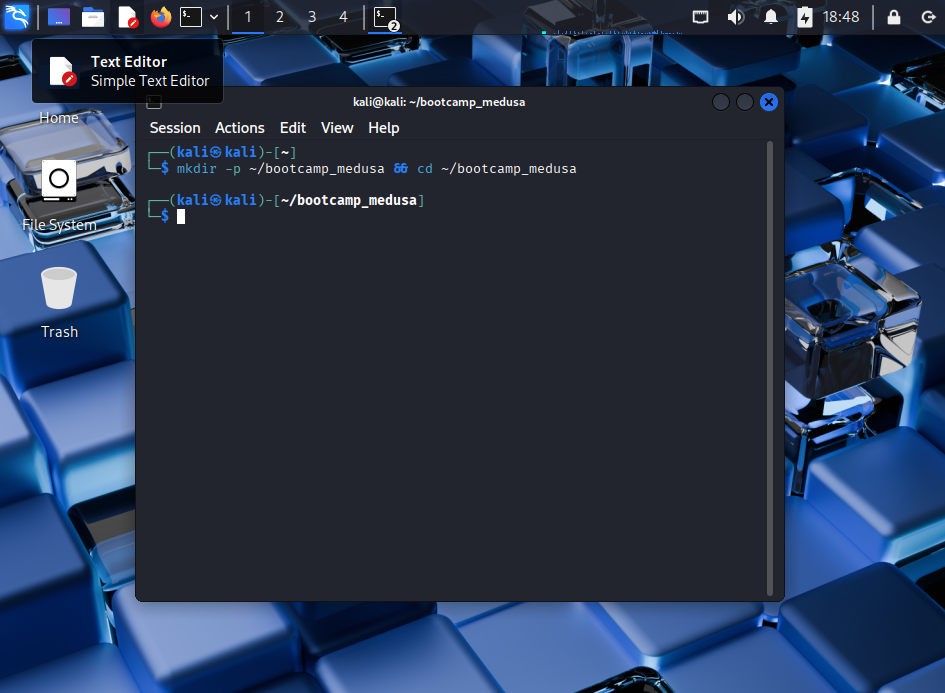 1 2 3 4 2 18:48
Text Editor
Simple Text Editor
Home
File System
Trash
kali@kali: ~/bootcamp_medusa
Session Actions Edit View Help
┌──(kali㉿kali)-[~]
└─$ mkdir -p ~/bootcamp_medusa && cd ~/bootcamp_medusa
┌──(kali㉿kali)-[~/bootcamp_medusa]
└─$